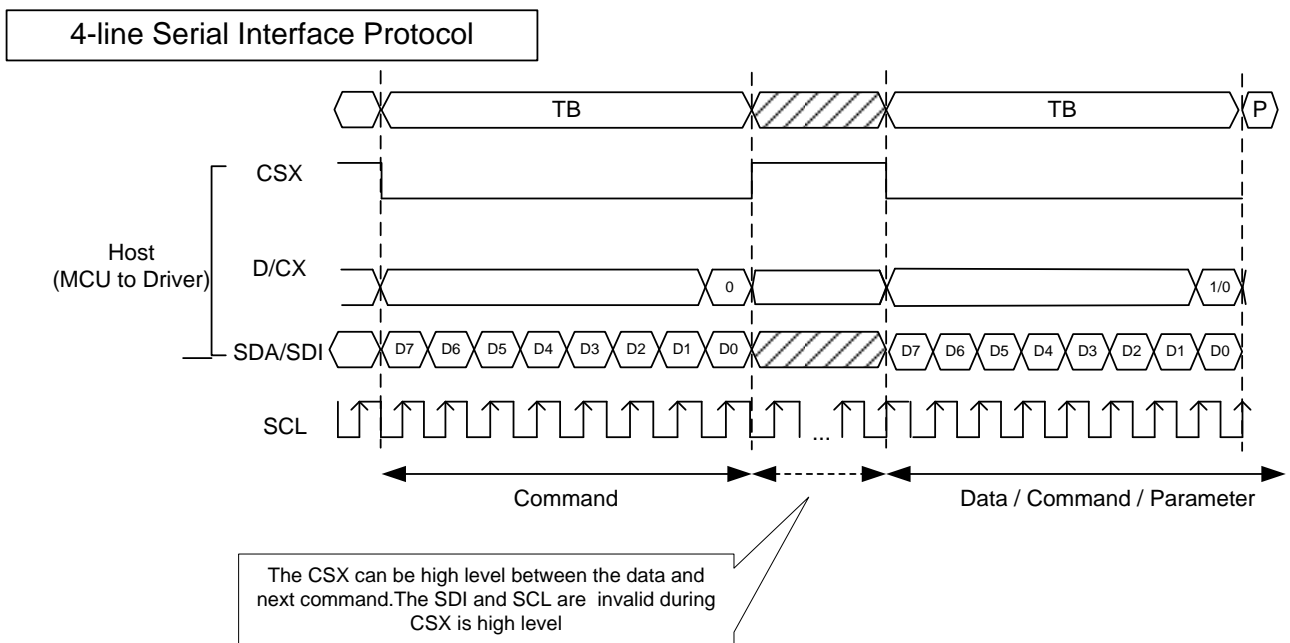 4-line Serial Interface Protocol
TB
TB
P
CSX
Host
(MCU to Driver)
D/CX
0
1/0
SDA/SDI
D7 D6 D5 D4 D3 D2 D1 D0
D7 D6 D5 D4 D3 D2 D1 D0
SCL
...
Command
Data / Command / Parameter
The CSX can be high level between the data and
next command.The SDI and SCL are invalid during
CSX is high level